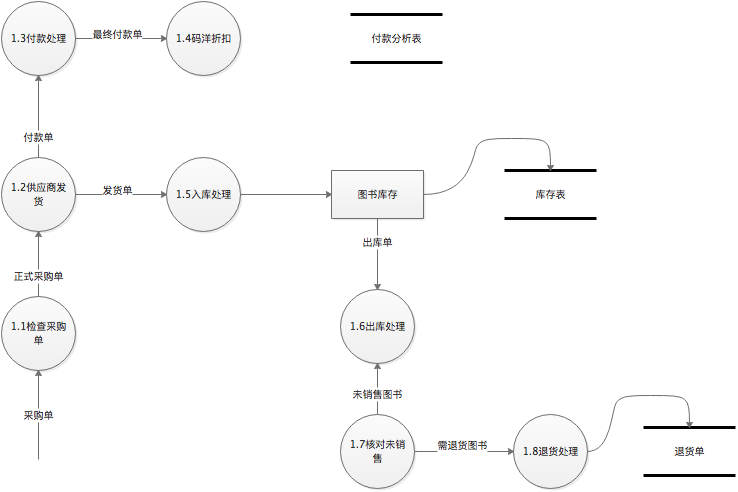 1.3付款处理
最终付款单
1.4码洋折扣
付款分析表
付款单
1.2供应商发
货
发货单
1.5入库处理
图书库存
库存表
出库单
正式采购单
1.1检查采购
单
1.6出库处理
采购单
未销售图书
1.7核对未销
售
需退货图书
1.8退货处理
退货单